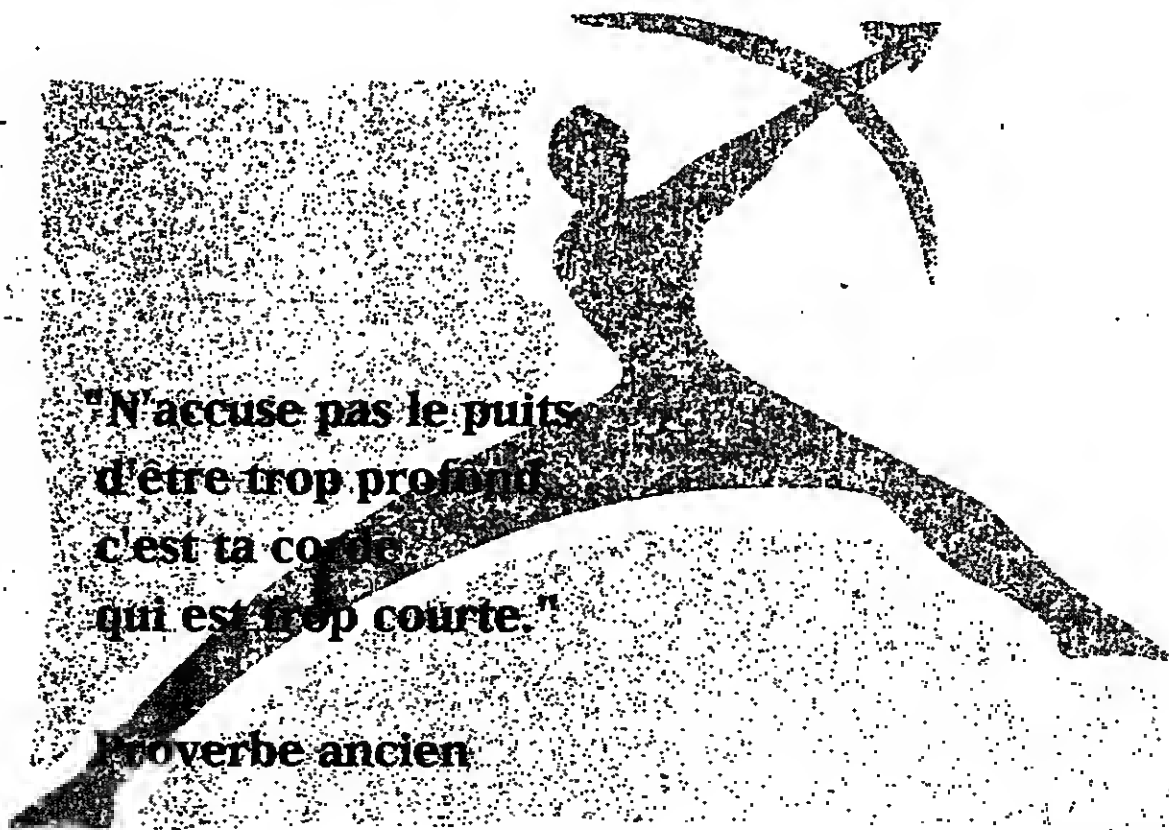 "N'accuse pas le puits
d'être trop profond
c'est ta corde
qui est trop courte."
Proverbe ancien